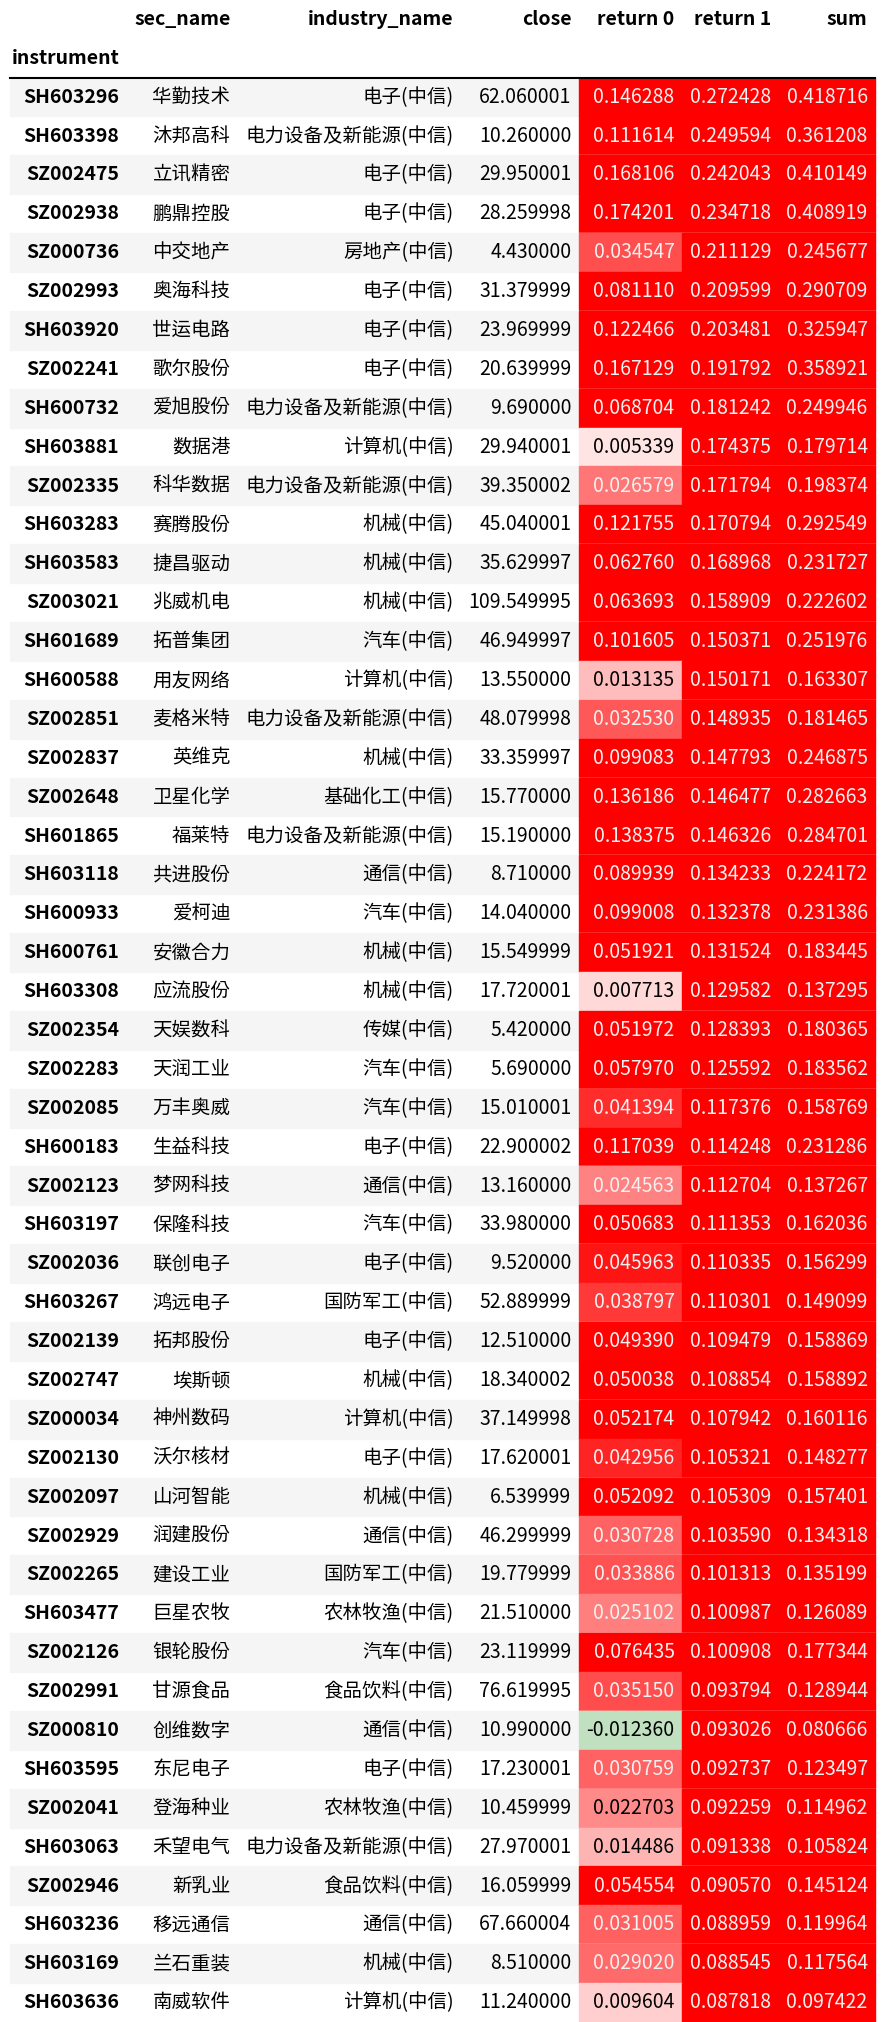 sec_name industry_name close return 0 return 1 sum
instrument
SH603296 华勤技术 电子(中信) 62.060001 0.146288 0.272428 0.418716
SH603398 沐邦高科 电力设备及新能源(中信) 10.260000 0.111614 0.249594 0.361208
SZ002475 立讯精密 电子(中信) 29.950001 0.168106 0.242043 0.410149
SZ002938 鹏鼎控股 电子(中信) 28.259998 0.174201 0.234718 0.408919
SZ000736 中交地产 房地产(中信) 4.430000 0.034547 0.211129 0.245677
SZ002993 奥海科技 电子(中信) 31.379999 0.081110 0.209599 0.290709
SH603920 世运电路 电子(中信) 23.969999 0.122466 0.203481 0.325947
SZ002241 歌尔股份 电子(中信) 20.639999 0.167129 0.191792 0.358921
SH600732 爱旭股份 电力设备及新能源(中信) 9.690000 0.068704 0.181242 0.249946
SH603881 数据港 计算机(中信) 29.940001 0.005339 0.174375 0.179714
SZ002335 科华数据 电力设备及新能源(中信) 39.350002 0.026579 0.171794 0.198374
SH603283 赛腾股份 机械(中信) 45.040001 0.121755 0.170794 0.292549
SH603583 捷昌驱动 机械(中信) 35.629997 0.062760 0.168968 0.231727
SZ003021 兆威机电 机械(中信) 109.549995 0.063693 0.158909 0.222602
SH601689 拓普集团 汽车(中信) 46.949997 0.101605 0.150371 0.251976
SH600588 用友网络 计算机(中信) 13.550000 0.013135 0.150171 0.163307
SZ002851 麦格米特 电力设备及新能源(中信) 48.079998 0.032530 0.148935 0.181465
SZ002837 英维克 机械(中信) 33.359997 0.099083 0.147793 0.246875
SZ002648 卫星化学 基础化工(中信) 15.770000 0.136186 0.146477 0.282663
SH601865 福莱特 电力设备及新能源(中信) 15.190000 0.138375 0.146326 0.284701
SH603118 共进股份 通信(中信) 8.710000 0.089939 0.134233 0.224172
SH600933 爱柯迪 汽车(中信) 14.040000 0.099008 0.132378 0.231386
SH600761 安徽合力 机械(中信) 15.549999 0.051921 0.131524 0.183445
SH603308 应流股份 机械(中信) 17.720001 0.007713 0.129582 0.137295
SZ002354 天娱数科 传媒(中信) 5.420000 0.051972 0.128393 0.180365
SZ002283 天润工业 汽车(中信) 5.690000 0.057970 0.125592 0.183562
SZ002085 万丰奥威 汽车(中信) 15.010001 0.041394 0.117376 0.158769
SH600183 生益科技 电子(中信) 22.900002 0.117039 0.114248 0.231286
SZ002123 梦网科技 通信(中信) 13.160000 0.024563 0.112704 0.137267
SH603197 保隆科技 汽车(中信) 33.980000 0.050683 0.111353 0.162036
SZ002036 联创电子 电子(中信) 9.520000 0.045963 0.110335 0.156299
SH603267 鸿远电子 国防军工(中信) 52.889999 0.038797 0.110301 0.149099
SZ002139 拓邦股份 电子(中信) 12.510000 0.049390 0.109479 0.158869
SZ002747 埃斯顿 机械(中信) 18.340002 0.050038 0.108854 0.158892
SZ000034 神州数码 计算机(中信) 37.149998 0.052174 0.107942 0.160116
SZ002130 沃尔核材 电子(中信) 17.620001 0.042956 0.105321 0.148277
SZ002097 山河智能 机械(中信) 6.539999 0.052092 0.105309 0.157401
SZ002929 润建股份 通信(中信) 46.299999 0.030728 0.103590 0.134318
SZ002265 建设工业 国防军工(中信) 19.779999 0.033886 0.101313 0.135199
SH603477 巨星农牧 农林牧渔(中信) 21.510000 0.025102 0.100987 0.126089
SZ002126 银轮股份 汽车(中信) 23.119999 0.076435 0.100908 0.177344
SZ002991 甘源食品 食品饮料(中信) 76.619995 0.035150 0.093794 0.128944
SZ000810 创维数字 通信(中信) 10.990000 -0.012360 0.093026 0.080666
SH603595 东尼电子 电子(中信) 17.230001 0.030759 0.092737 0.123497
SZ002041 登海种业 农林牧渔(中信) 10.459999 0.022703 0.092259 0.114962
SH603063 禾望电气 电力设备及新能源(中信) 27.970001 0.014486 0.091338 0.105824
SZ002946 新乳业 食品饮料(中信) 16.059999 0.054554 0.090570 0.145124
SH603236 移远通信 通信(中信) 67.660004 0.031005 0.088959 0.119964
SH603169 兰石重装 机械(中信) 8.510000 0.029020 0.088545 0.117564
SH603636 南威软件 计算机(中信) 11.240000 0.009604 0.087818 0.097422